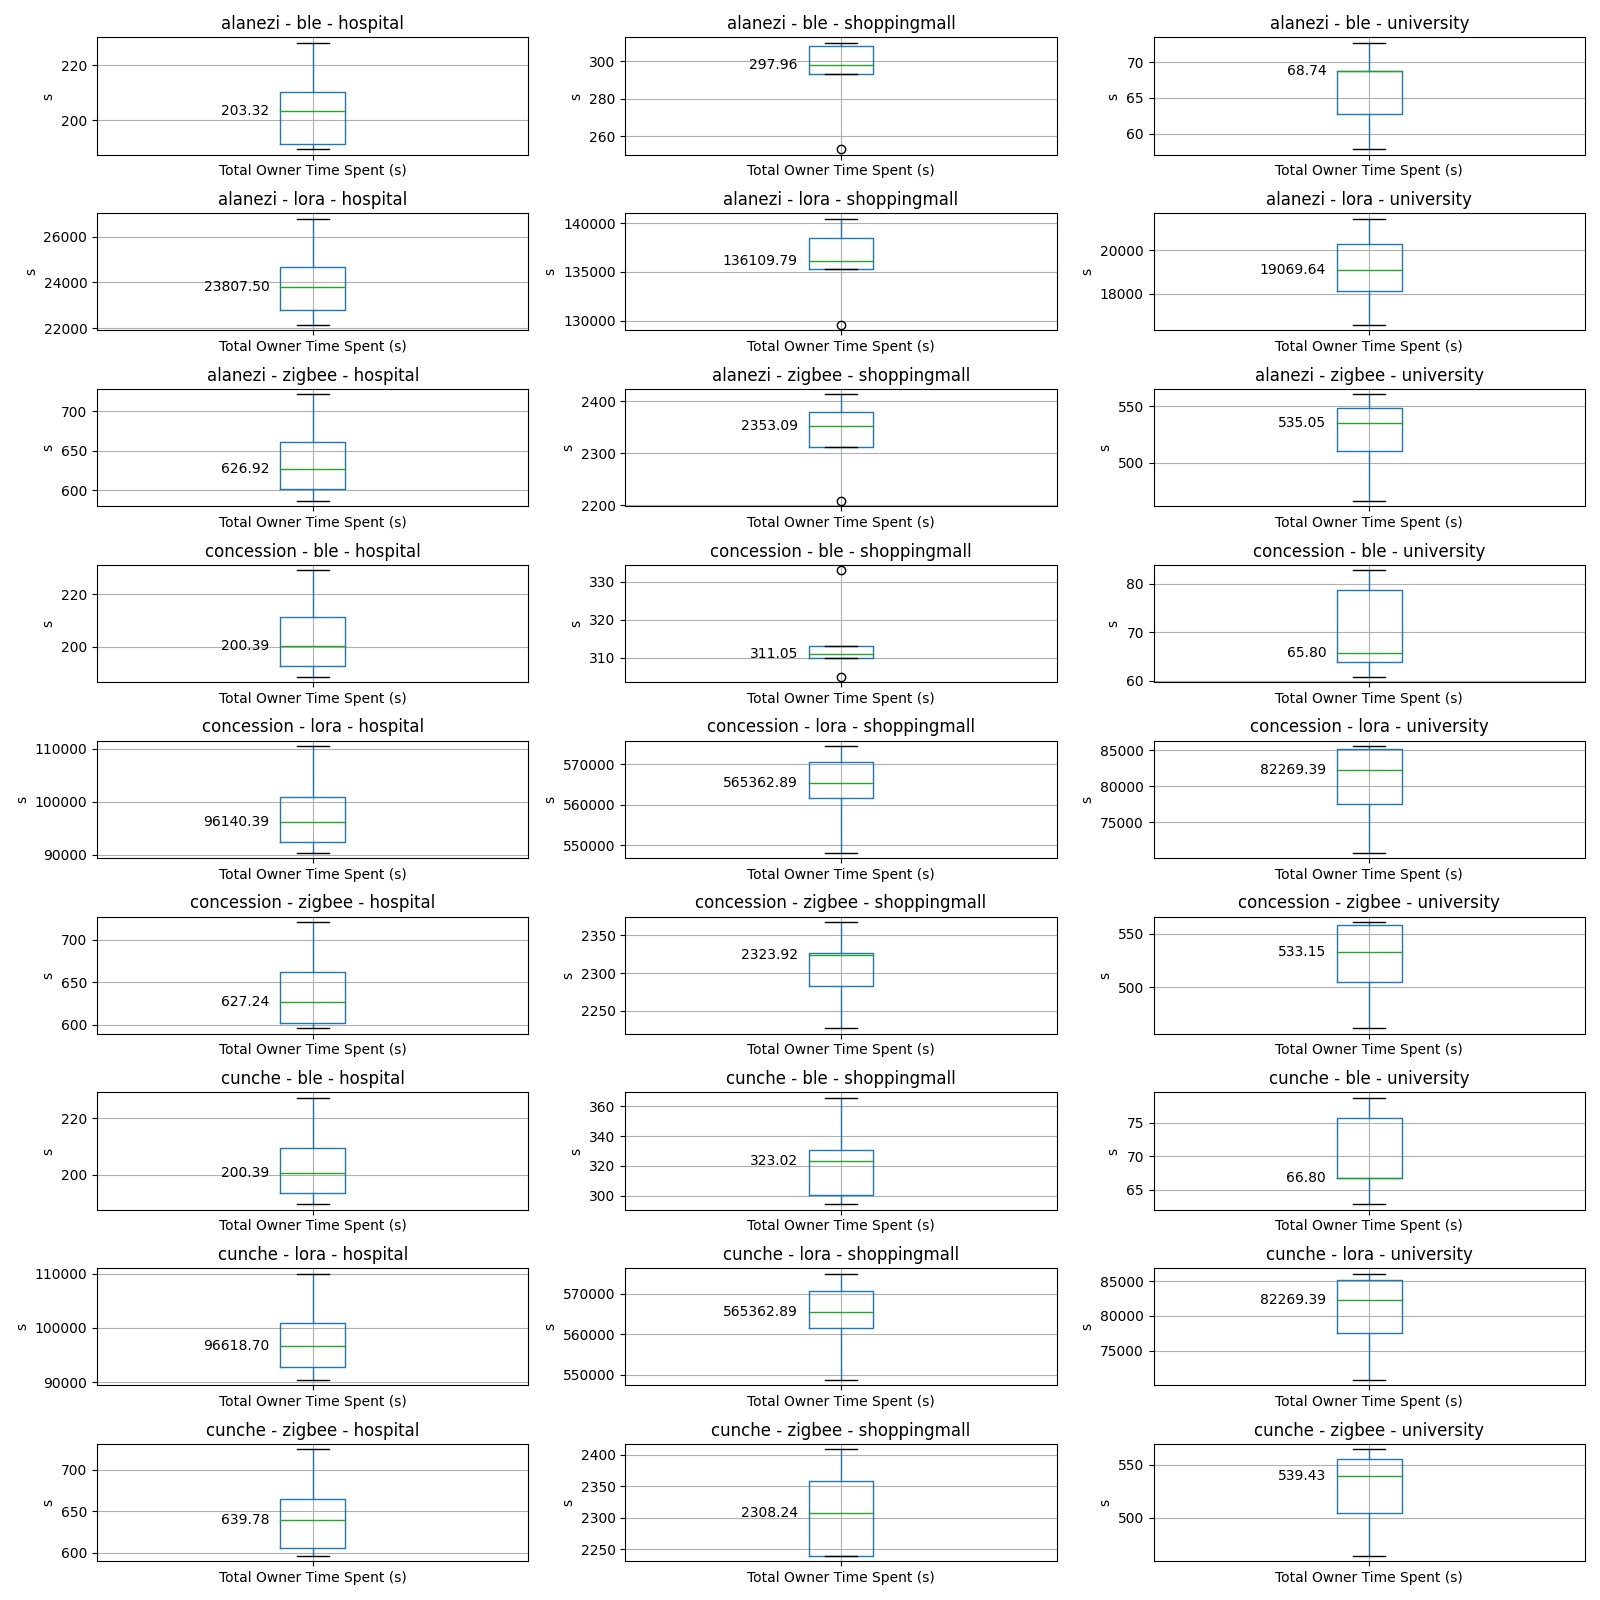 alanezi - ble - hospital
220
200
s
203.32
Total Owner Time Spent (s)
alanezi - ble - shoppingmall
300
280
260
s
297.96
Total Owner Time Spent (s)
alanezi - ble - university
70
65
60
s
68.74
Total Owner Time Spent (s)
alanezi - lora - hospital
26000
24000
22000
s
23807.50
Total Owner Time Spent (s)
alanezi - lora - shoppingmall
140000
135000
130000
s
136109.79
Total Owner Time Spent (s)
alanezi - lora - university
20000
18000
s
19069.64
Total Owner Time Spent (s)
alanezi - zigbee - hospital
700
650
600
s
626.92
Total Owner Time Spent (s)
alanezi - zigbee - shoppingmall
2400
2300
2200
s
2353.09
Total Owner Time Spent (s)
alanezi - zigbee - university
550
500
s
535.05
Total Owner Time Spent (s)
concession - ble - hospital
220
200
s
200.39
Total Owner Time Spent (s)
concession - ble - shoppingmall
330
320
310
s
311.05
Total Owner Time Spent (s)
concession - ble - university
80
70
60
s
65.80
Total Owner Time Spent (s)
concession - lora - hospital
110000
100000
90000
s
96140.39
Total Owner Time Spent (s)
concession - lora - shoppingmall
570000
560000
550000
s
565362.89
Total Owner Time Spent (s)
concession - lora - university
85000
80000
75000
s
82269.39
Total Owner Time Spent (s)
concession - zigbee - hospital
700
650
600
s
627.24
Total Owner Time Spent (s)
concession - zigbee - shoppingmall
2350
2300
2250
s
2323.92
Total Owner Time Spent (s)
concession - zigbee - university
550
500
s
533.15
Total Owner Time Spent (s)
cunche - ble - hospital
220
200
s
200.39
Total Owner Time Spent (s)
cunche - ble - shoppingmall
360
340
320
300
s
323.02
Total Owner Time Spent (s)
cunche - ble - university
75
70
65
s
66.80
Total Owner Time Spent (s)
cunche - lora - hospital
110000
100000
90000
s
96618.70
Total Owner Time Spent (s)
cunche - lora - shoppingmall
570000
560000
550000
s
565362.89
Total Owner Time Spent (s)
cunche - lora - university
85000
80000
75000
s
82269.39
Total Owner Time Spent (s)
cunche - zigbee - hospital
700
650
600
s
639.78
Total Owner Time Spent (s)
cunche - zigbee - shoppingmall
2400
2350
2300
2250
s
2308.24
Total Owner Time Spent (s)
cunche - zigbee - university
550
500
s
539.43
Total Owner Time Spent (s)